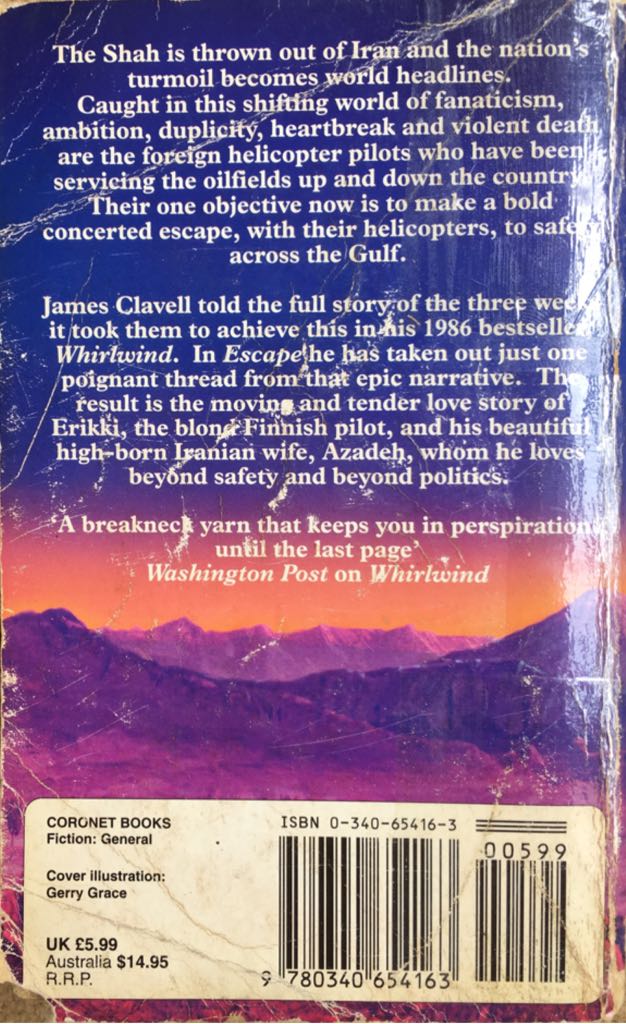 The Shah is thrown out of Iran and the nation's
turmoil becomes world headlines.
Caught in this shifting world of fanaticism,
ambition, duplicity, heartbreak and violent death
are the foreign helicopter pilots who have been
servicing the oilfields up and down the country
Their one objective now is to make a bold
concerted escape, with their helicopters, to
across the Gulf.
James Clavell told the full story of the three
it took them to achieve this in his 1986 bestseller
Whirlwind. In Escape he has taken out just one
poignant thread from that epic narrative. The
result is the moving and tender love story of
Erikki, the blond Finnish pilot, and his beautiful
high-born Iranian wife, Azadeh, whom he loves
beyond safety and beyond politics.
'A breakneck yarn that keeps you in perspiration
until the last page'
Washington Post on Whirlwind
CORONET BOOKS
Fiction: General
Cover illustration:
Gerry Grace
UK £5.99
Australia $14.95
R.R.P.
ISBN 0-340-65416-3
00599
9 780340 654163